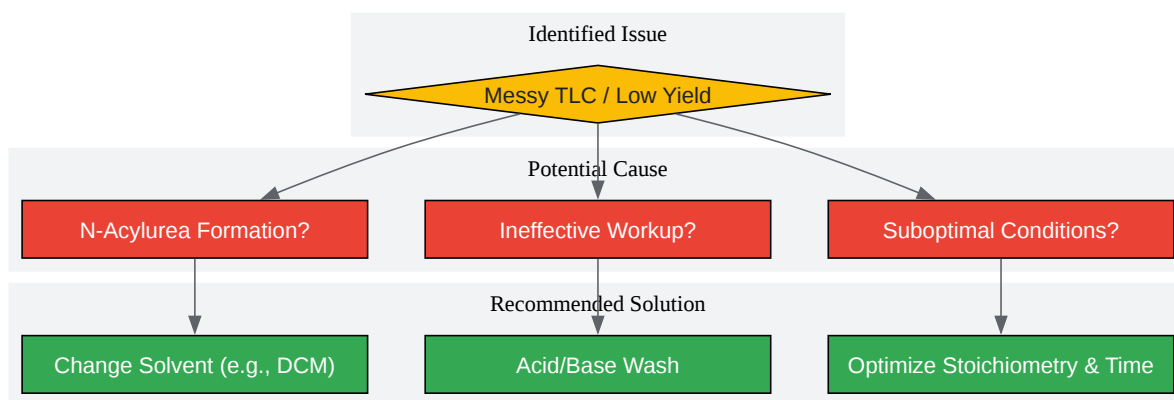 Identified Issue
Messy TLC / Low Yield
Potential Cause
N-Acylurea Formation?
Ineffective Workup?
Suboptimal Conditions?
Recommended Solution
Change Solvent (e.g., DCM)
Acid/Base Wash
Optimize Stoichiometry & Time